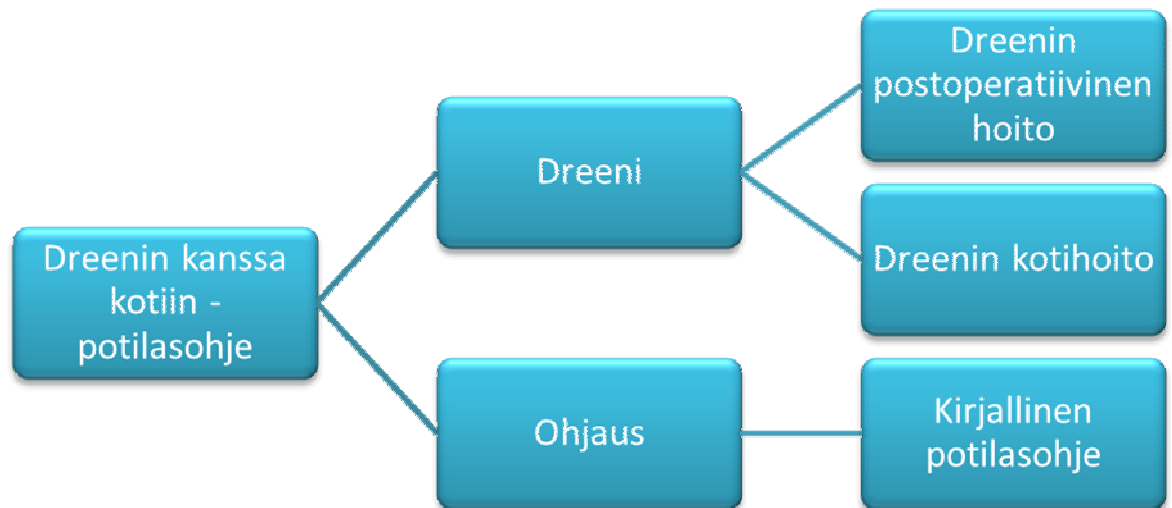 Dreenin kanssa
kotiin -
potilasohje
Dreeni
Ohjaus
Dreenin
postoperatiivinen
hoito
Dreenin kotihoito
Kirjallinen
potilasohje